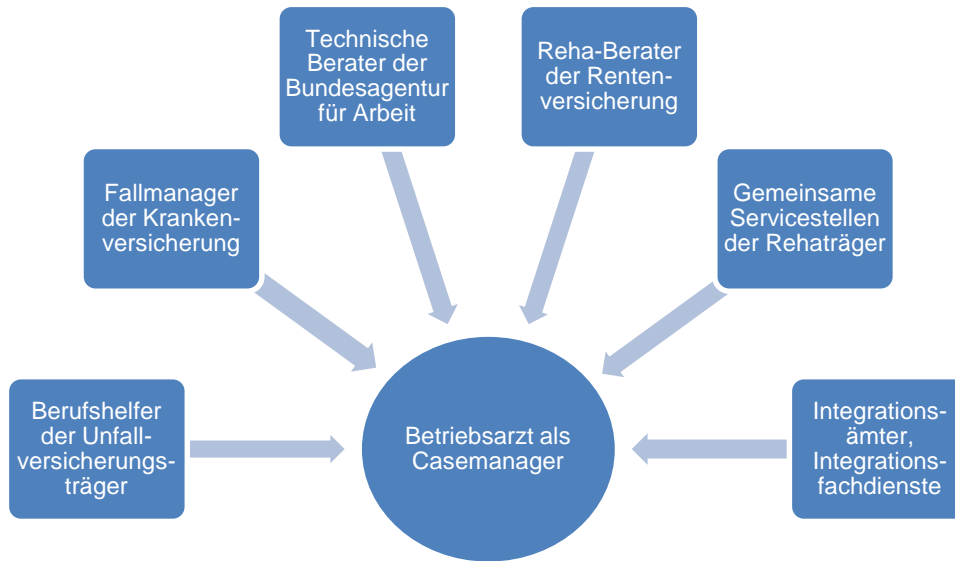 Technische
Berater der
Bundesagentur
für Arbeit
Reha-Berater
der Renten-
versicherung
Fallmanager
der Kranken-
versicherung
Gemeinsame
Servicestellen
der Rehaträger
Berufshelfer
der Unfall-
versicherungs-
träger
Betriebsarzt als
Casemanager
Integrations-
ämter,
Integrations-
fachdienste